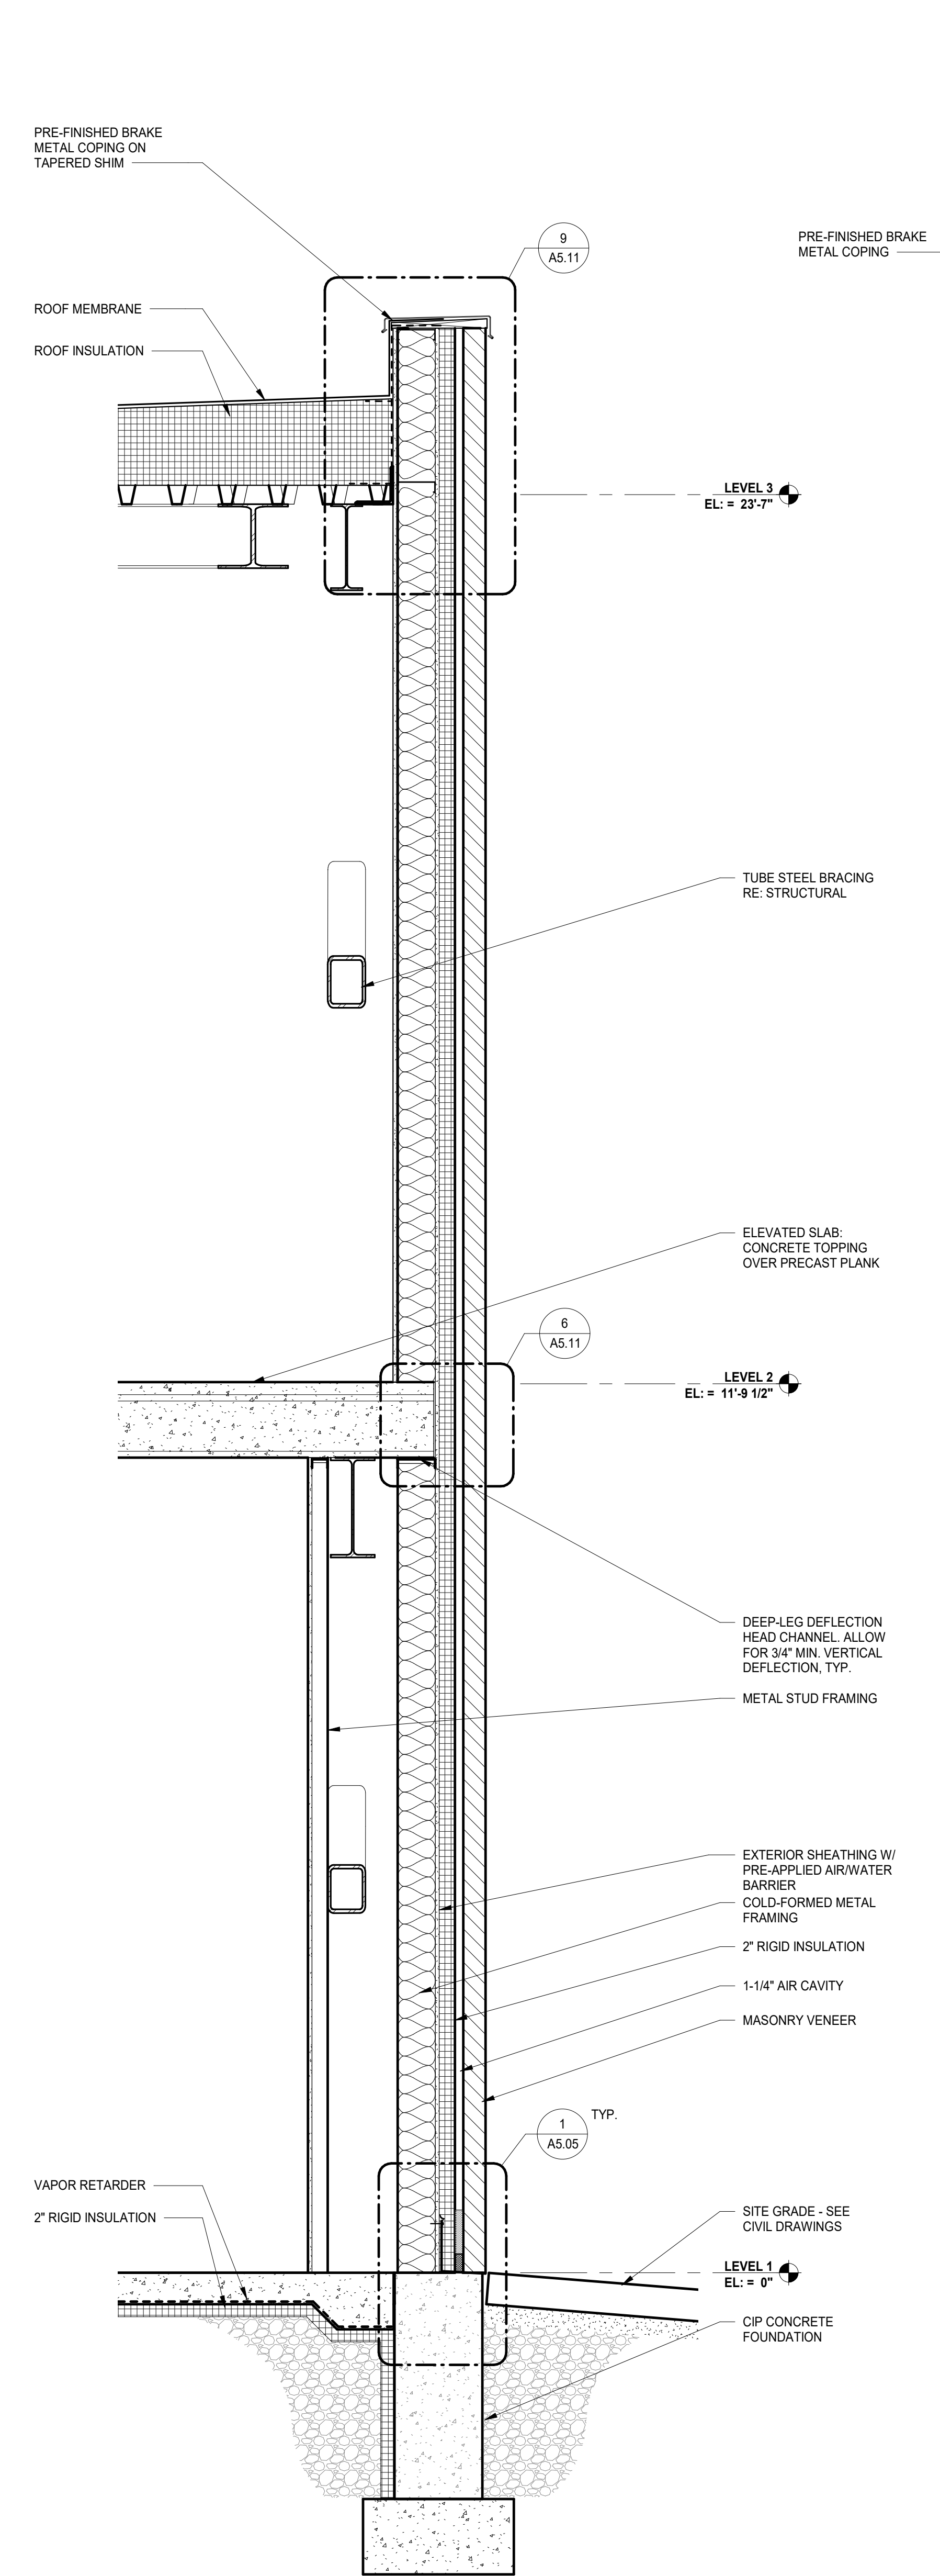 PRE-FINISHED BRAKE
METAL COPING ON
TAPERED SHIM
9
A5.11
PRE-FINISHED BRAKE
METAL COPING
ROOF MEMBRANE
ROOF INSULATION
LEVEL 3
EL: = 23'-7"
TUBE STEEL BRACING
RE: STRUCTURAL
ELEVATED SLAB:
CONCRETE TOPPING
OVER PRECAST PLANK
6
A5.11
LEVEL 2
EL: = 11'-9 1/2"
DEEP-LEG DEFLECTION
HEAD CHANNEL. ALLOW
FOR 3/4" MIN. VERTICAL
DEFLECTION, TYP.
METAL STUD FRAMING
EXTERIOR SHEATHING W/
PRE-APPLIED AIR/WATER
BARRIER
COLD-FORMED METAL
FRAMING
2" RIGID INSULATION
1-1/4" AIR CAVITY
MASONRY VENEER
1
A5.05
TYP.
VAPOR RETARDER
2" RIGID INSULATION
SITE GRADE - SEE
CIVIL DRAWINGS
LEVEL 1
EL: = 0"
CIP CONCRETE
FOUNDATION